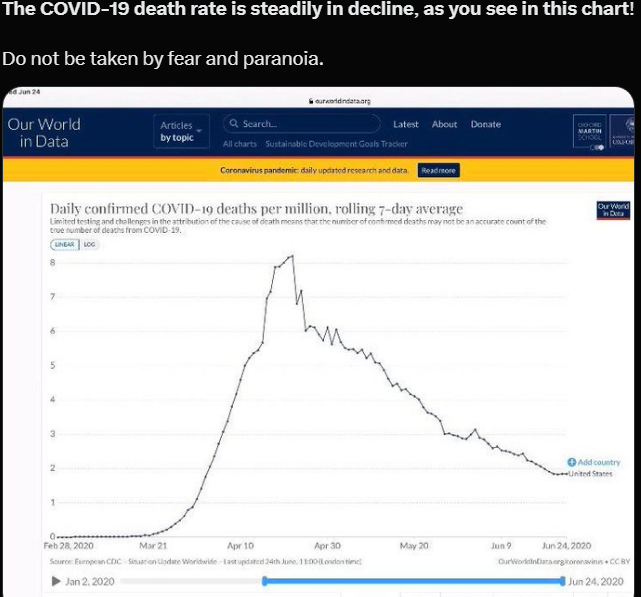 The COVID-19 death rate is steadily in decline, as you see in this chart!
Do not be taken by fear and paranoia.
ed Jun 24
ourworldindata.org
Our World
in Data
Articles
by topic
Search...
Latest About Donate
All charts Sustainable Development Goals Tracker
OXFORD
MARTIN
SCHOOL
Coronavirus pandemic: daily updated research and data. Read more
Daily confirmed COVID-19 deaths per million, rolling 7-day average
Limited testing and challenges in the attribution of the cause of death means that the number of confirmed deaths may not be an accurate count of the
true number of deaths from COVID-19.
Our World
in Data
LINEAR LOG
8
7
6
5
4
3
2
1
0
Add country
United States
Feb 28, 2020 Mar 21 Apr 10 Apr 30 May 20 Jun 9 Jun 24, 2020
Source: European CDC – Situation Update Worldwide – Last updated 24th June, 11:00 (London time)
OurWorldInData.org/coronavirus • CC BY
Jan 2, 2020 Jun 24, 2020